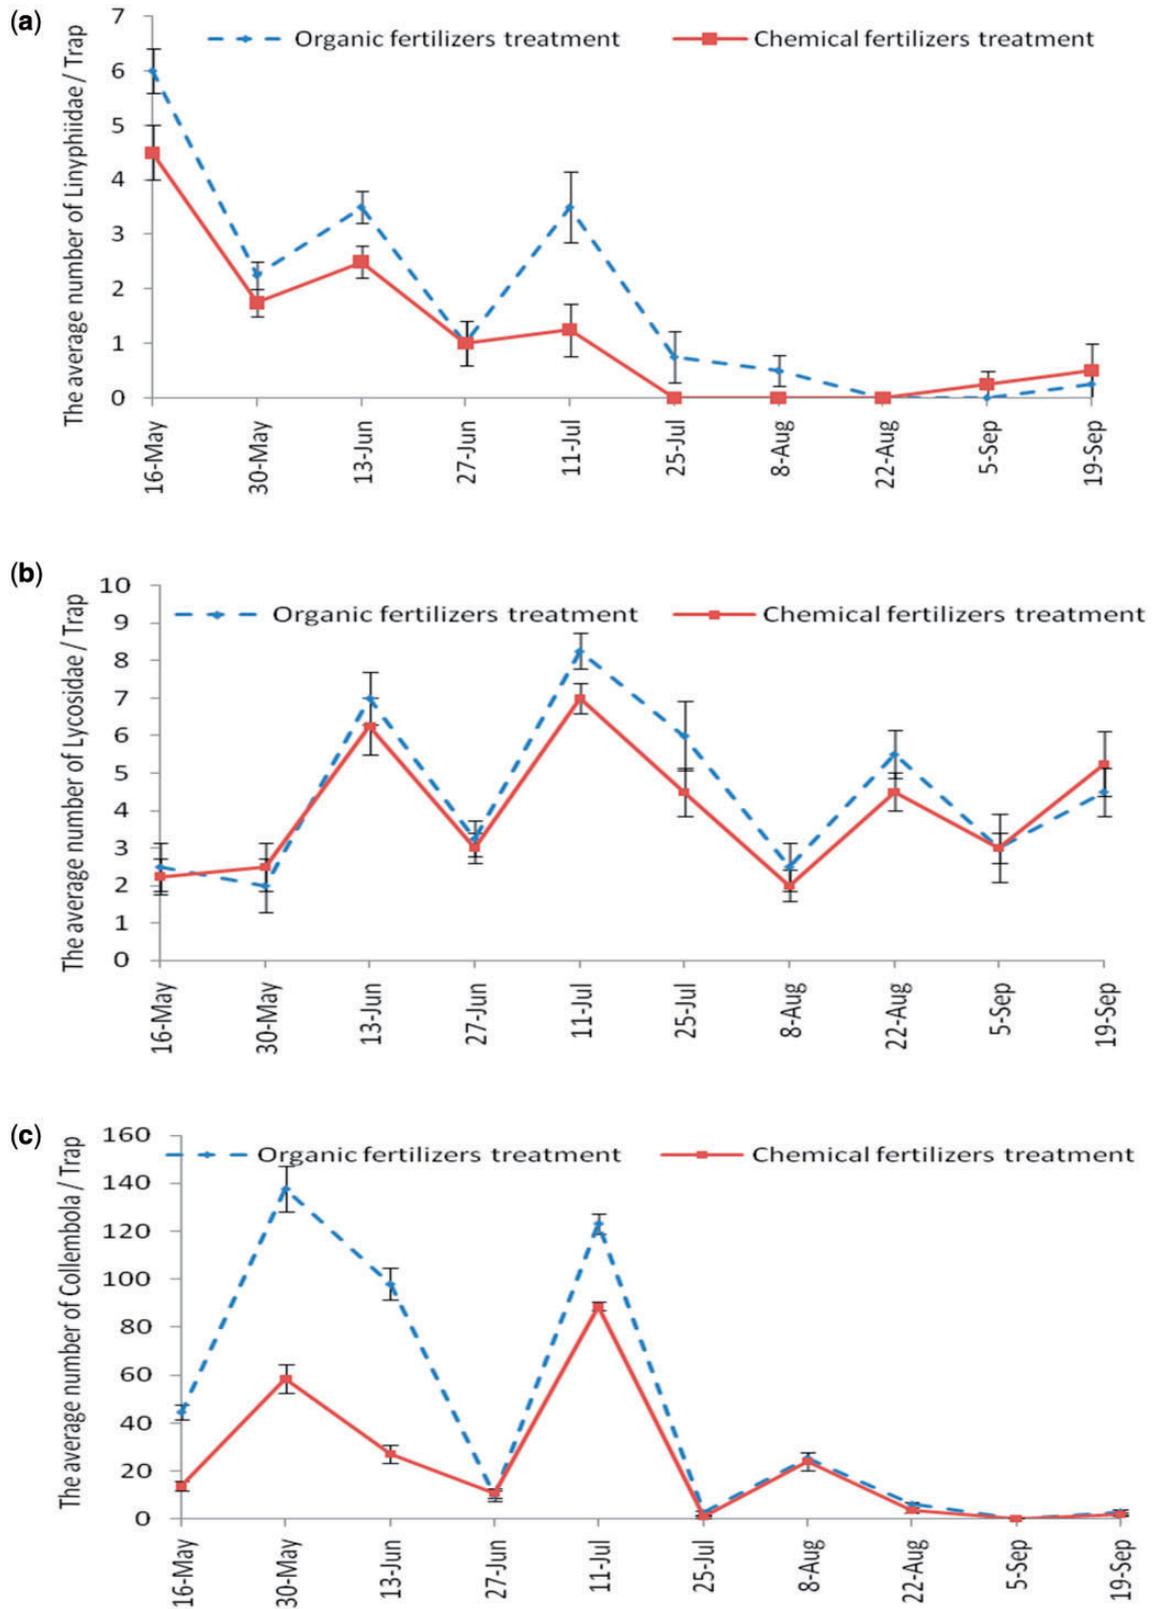 (a)
The average number of Linyphiidae / Trap
7
6
5
4
3
2
1
0
Organic fertilizers treatment
Chemical fertilizers treatment
16-May
30-May
13-Jun
27-Jun
11-Jul
25-Jul
8-Aug
22-Aug
5-Sep
19-Sep
(b)
The average number of Lycosidae / Trap
10
9
8
7
6
5
4
3
2
1
0
Organic fertilizers treatment
Chemical fertilizers treatment
16-May
30-May
13-Jun
27-Jun
11-Jul
25-Jul
8-Aug
22-Aug
5-Sep
19-Sep
(c)
The average number of Collembola / Trap
160
140
120
100
80
60
40
20
0
Organic fertilizers treatment
Chemical fertilizers treatment
16-May
30-May
13-Jun
27-Jun
11-Jul
25-Jul
8-Aug
22-Aug
5-Sep
19-Sep